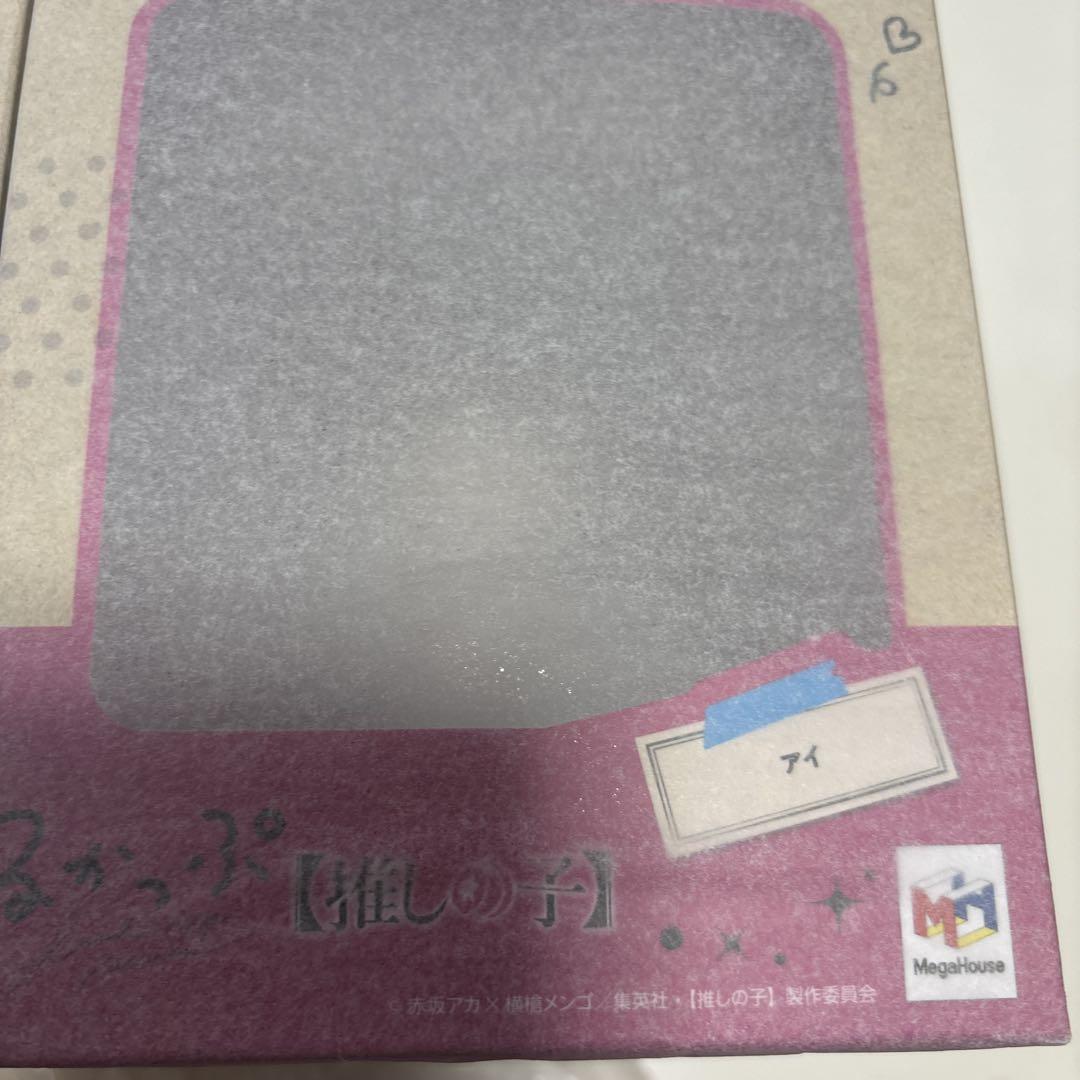 アイ
るかっぷ
【推しの子】
MegaHouse
© 赤坂アカ×横槍メンゴ/集英社・【推しの子】製作委員会